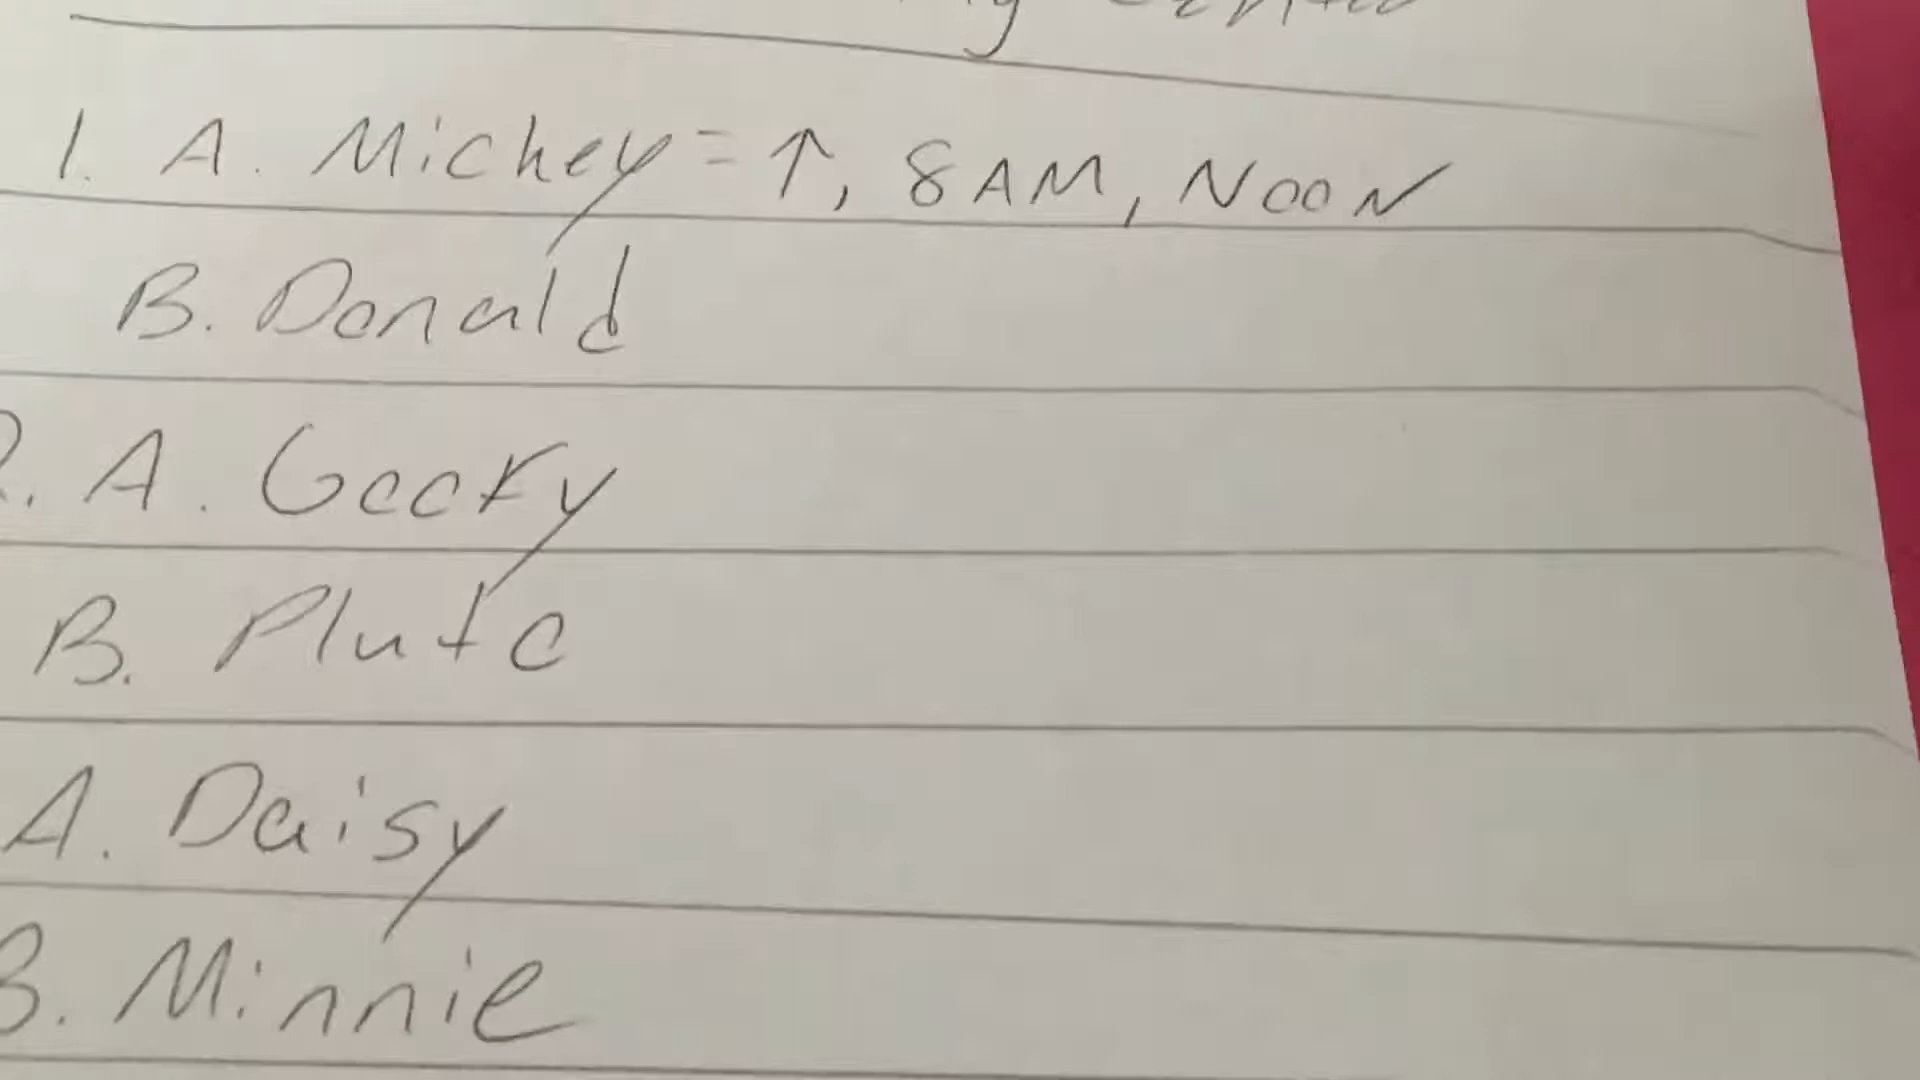 1. A. Mickey = ↑, 8AM, NOON
B. Donald
2. A. Goofy
B. Pluto
A. Daisy
B. Minnie